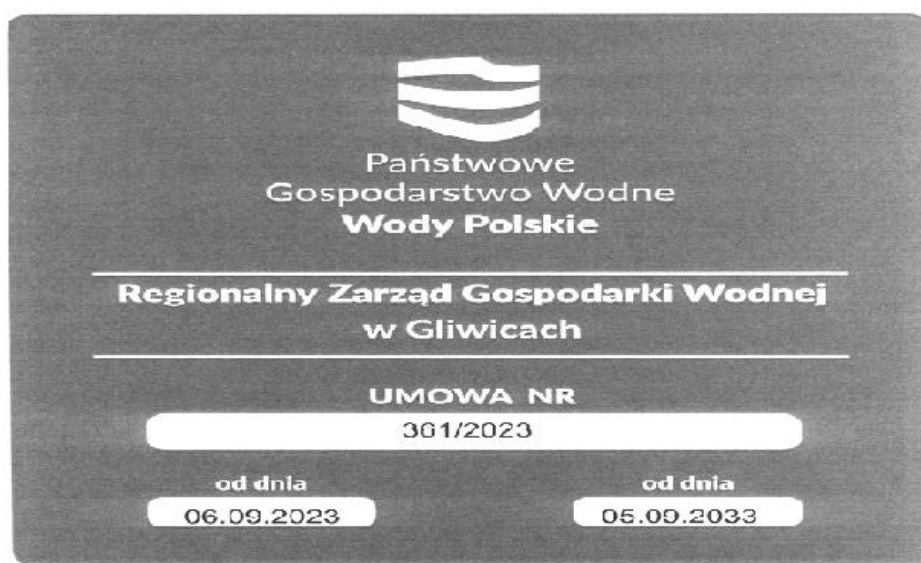 Państwowe
Gospodarstwo Wodne
Wody Polskie
Regionalny Zarząd Gospodarki Wodnej
w Gliwicach
UMOWA NR
361/2023
od dnia
od dnia
06.09.2023
05.09.2033